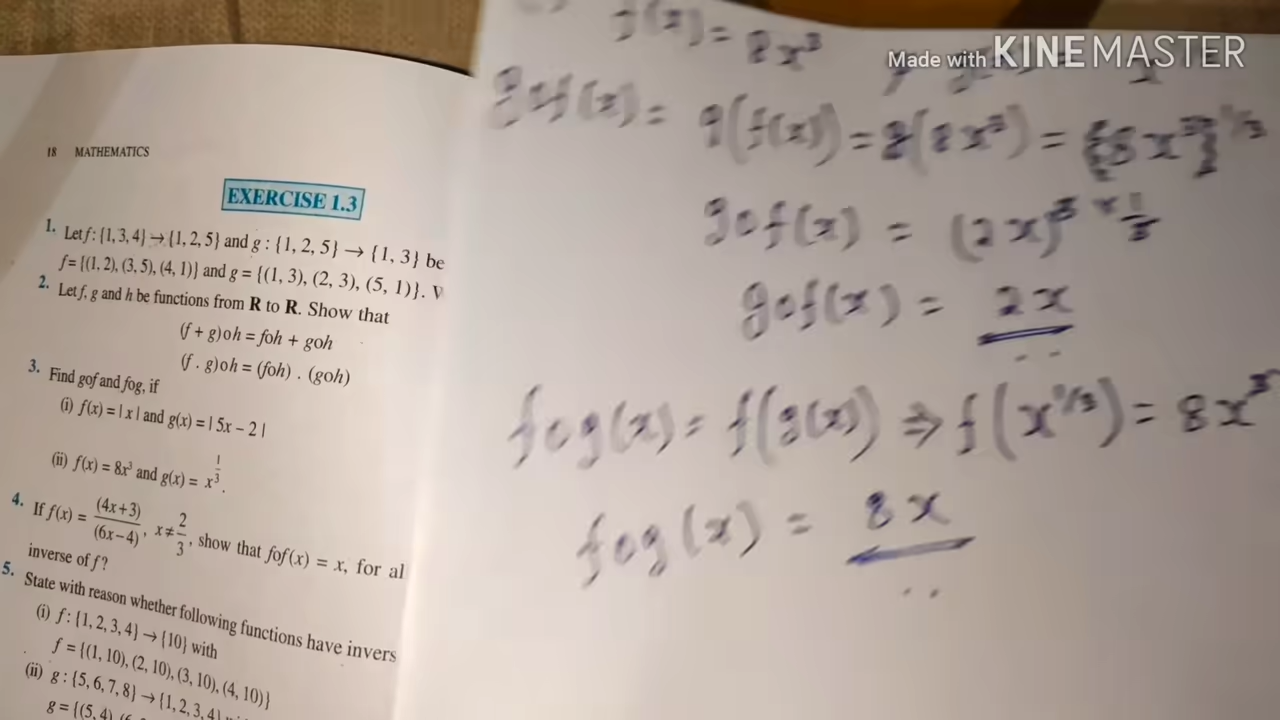 Made with KINEMASTER
18 MATHEMATICS
EXERCISE 1.3
1. Let f : {1, 3, 4} → {1, 2, 5} and g : {1, 2, 5} → {1, 3} be
f = {(1, 2), (3, 5), (4, 1)} and g = {(1, 3), (2, 3), (5, 1)}.
2. Let f, g and h be functions from R to R. Show that
(f + g)oh = foh + goh
(f . g)oh = (foh) . (goh)
3. Find gof and fog, if
(i) f(x) = | x | and g(x) = | 5x – 2 |
(ii) f(x) = 8x³ and g(x) = x^(1/3).
4. If f(x) = (4x+3)/(6x−4), x ≠ 2/3, show that fof(x) = x, for al
inverse of f?
5. State with reason whether following functions have invers
(i) f : {1, 2, 3, 4} → {10} with
f = {(1, 10), (2, 10), (3, 10), (4, 10)}
(ii) g : {5, 6, 7, 8} → {1, 2, 3, 4}
g = {(5, 4),
f(x) = 8x³
gof(x) = g(f(x)) = g(8x³) = {8x³}^1/3
gof(x) = (2x)^3×1/3
gof(x) = 2x
fog(x) = f(g(x)) ⇒ f(x^1/3) = 8x³
fog(x) = 8x